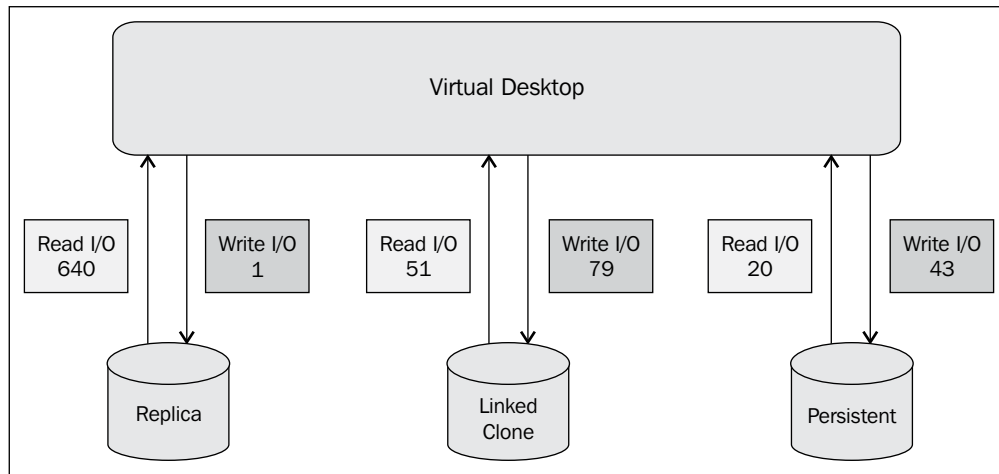 Virtual Desktop
Read I/O
640
Write I/O
1
Read I/O
51
Write I/O
79
Read I/O
20
Write I/O
43
Replica
Linked
Clone
Persistent